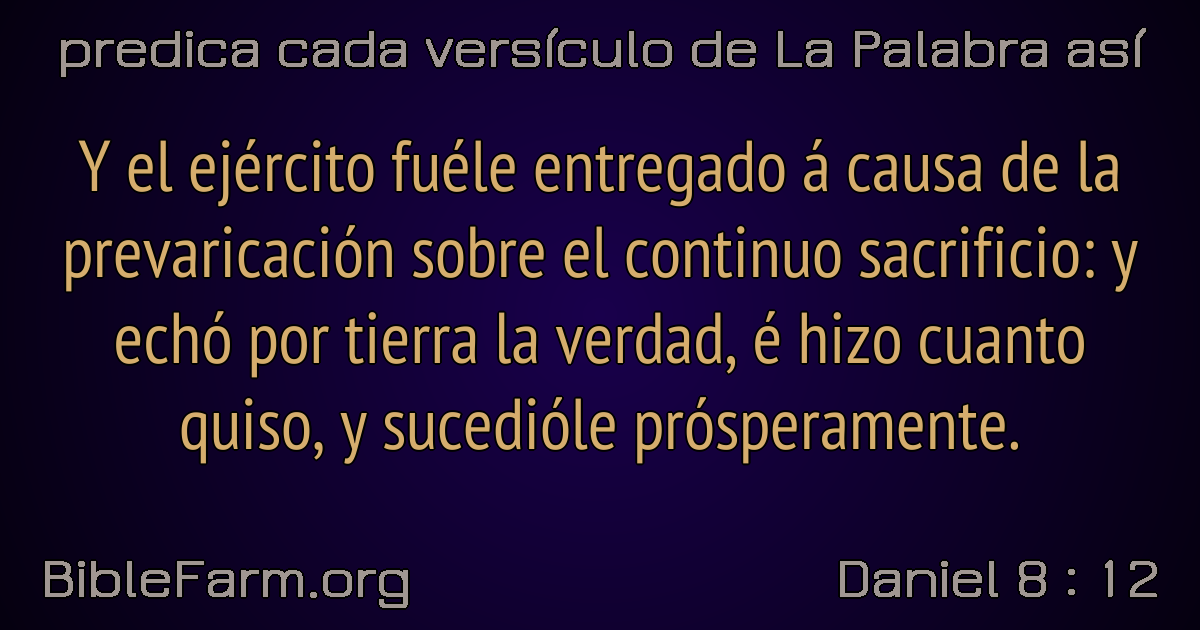 predica cada versículo de La Palabra así
Y el ejército fuéle entregado á causa de la
prevaricación sobre el continuo sacrificio: y
echó por tierra la verdad, é hizo cuanto
quiso, y sucedióle prósperamente.
BibleFarm.org
Daniel 8 : 12